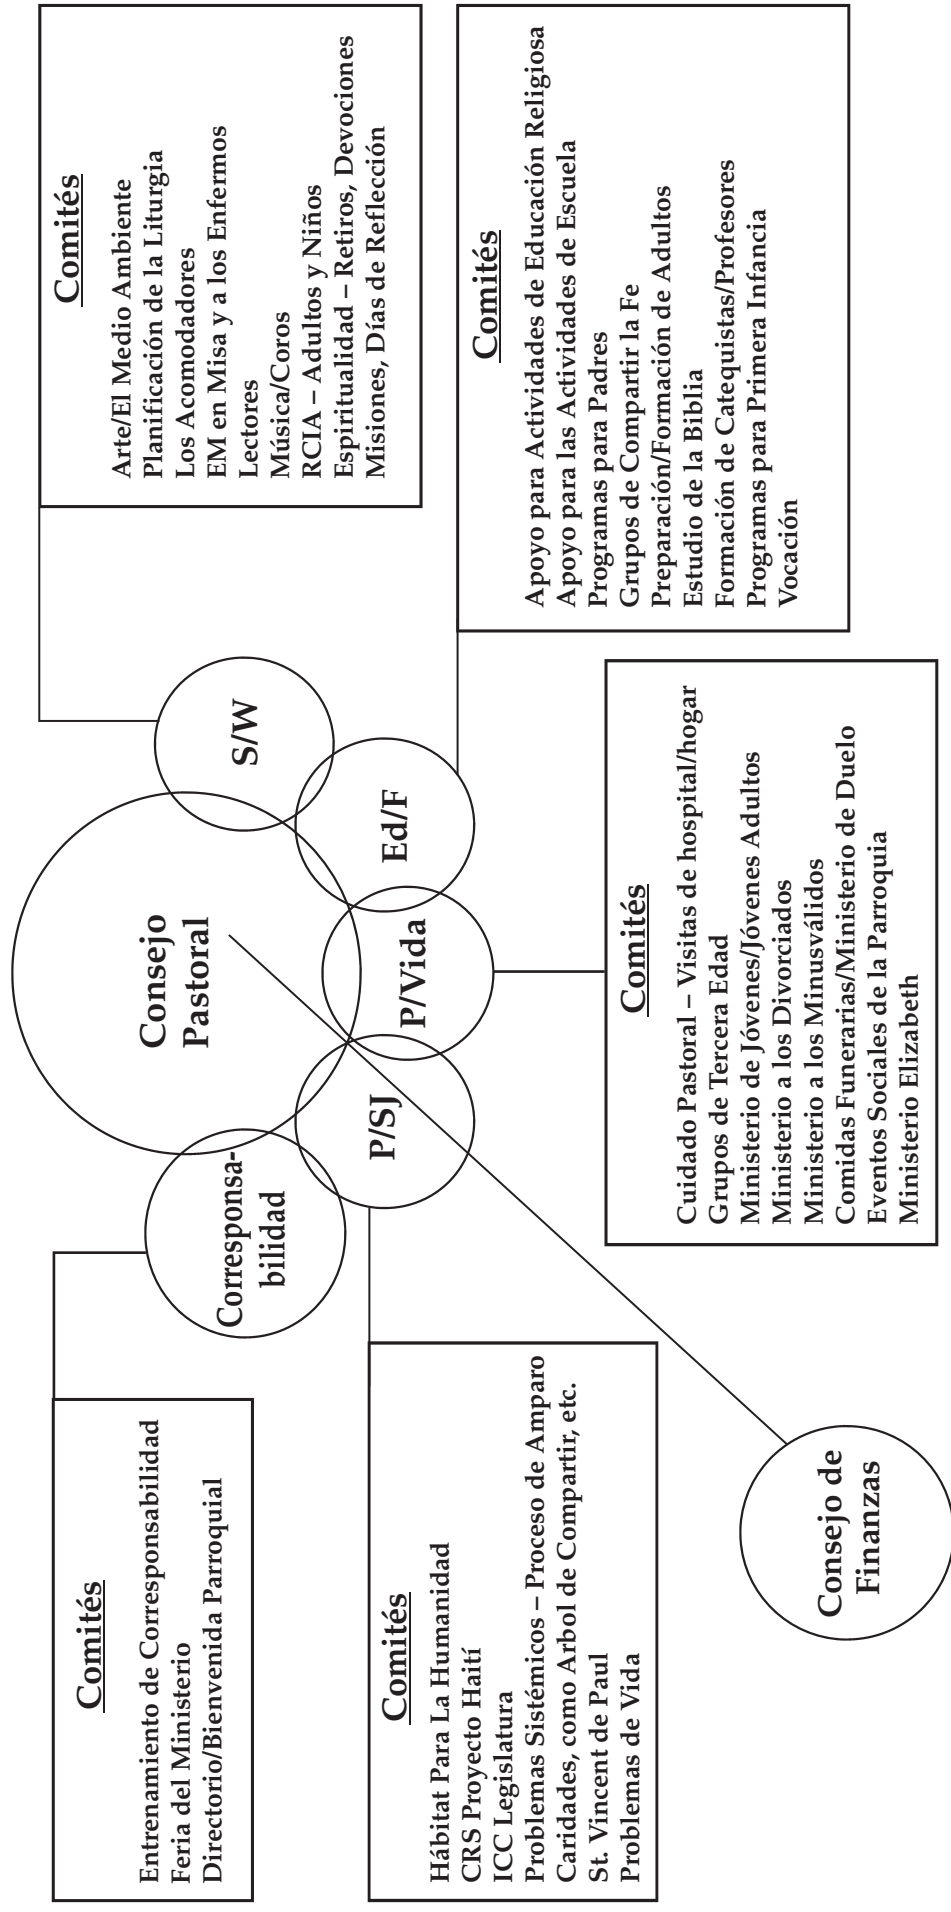 Consejo
Pastoral
Corresponsa-
bilidad
P/SJ
P/Vida
Ed/F
S/W
Consejo de
Finanzas
Comités
Entrenamiento de Corresponsabilidad
Feria del Ministerio
Directorio/Bienvenida Parroquial
Comités
Hábitat Para La Humanidad
CRS Proyecto Haití
ICC Legislatura
Problemas Sistémicos – Proceso de Amparo
Caridades, como Arbol de Compartir, etc.
St. Vincent de Paul
Problemas de Vida
Comités
Cuidado Pastoral – Visitas de hospital/hogar
Grupos de Tercera Edad
Ministerio de Jóvenes/Jóvenes Adultos
Ministerio a los Divorciados
Ministerio a los Minusválidos
Comidas Funerarias/Ministerio de Duelo
Eventos Sociales de la Parroquia
Ministerio Elizabeth
Comités
Apoyo para Actividades de Educación Religiosa
Apoyo para las Actividades de Escuela
Programas para Padres
Grupos de Compartir la Fe
Preparación/Formación de Adultos
Estudio de la Biblia
Formación de Catequistas/Profesores
Programas para Primera Infancia
Vocación
Comités
Arte/El Medio Ambiente
Planificación de la Liturgia
Los Acomodadores
EM en Misa y a los Enfermos
Lectores
Música/Coros
RCIA – Adultos y Niños
Espiritualidad – Retiros, Devociones
Misiones, Días de Reflección